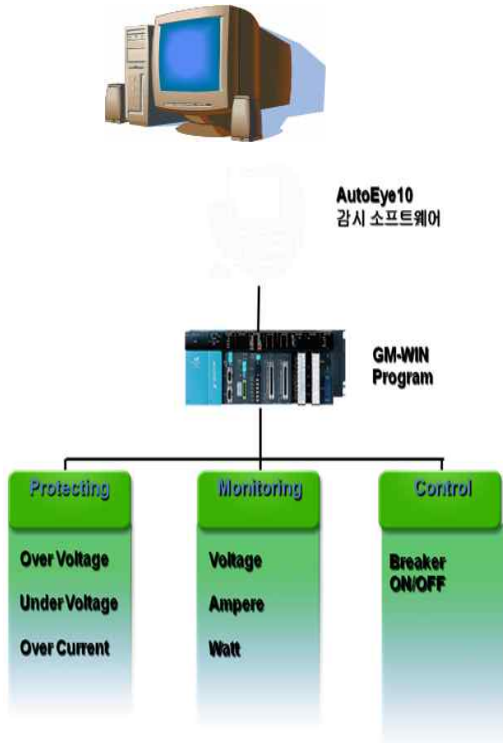 AutoEye10
감시 소프트웨어
GM-WIN
Program
Protecting
Monitoring
Control
Over Voltage
Under Voltage
Over Current
Voltage
Ampere
Watt
Breaker
ON/OFF